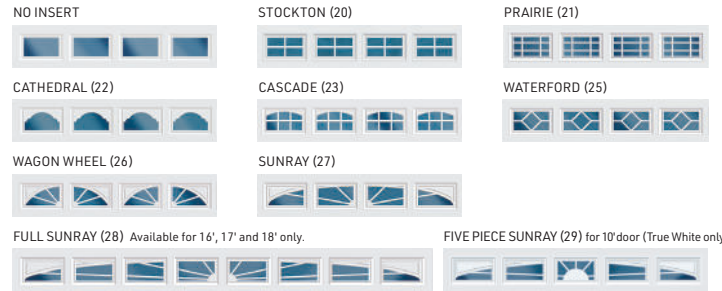 NO INSERT
STOCKTON (20)
PRAIRIE (21)
CATHEDRAL (22)
CASCADE (23)
WATERFORD (25)
WAGON WHEEL (26)
SUNRAY (27)
FULL SUNRAY (28) Available for 16', 17' and 18' only.
FIVE PIECE SUNRAY (29) for 10'door (True White only